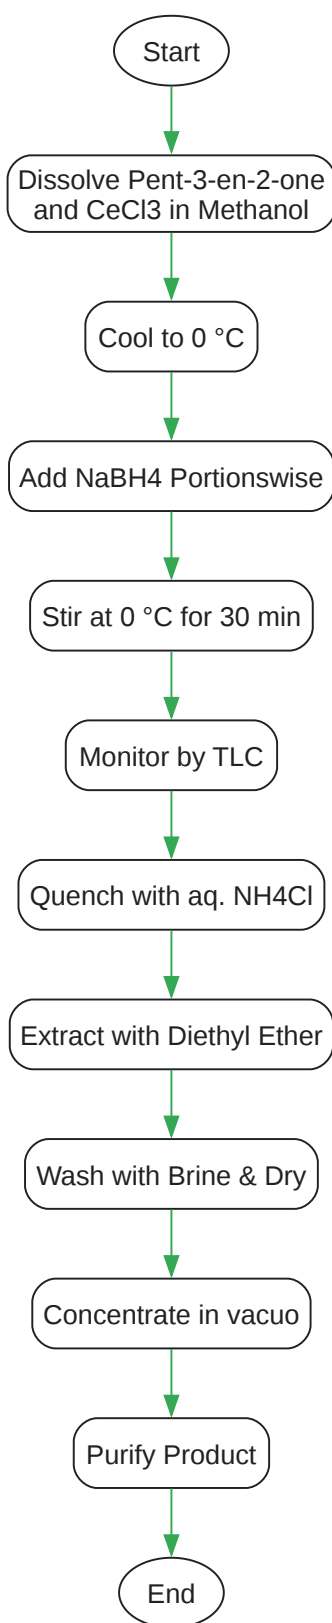 Start
Dissolve Pent-3-en-2-one
and CeCl3 in Methanol
Cool to 0 °C
Add NaBH4 Portionswise
Stir at 0 °C for 30 min
Monitor by TLC
Quench with aq. NH4Cl
Extract with Diethyl Ether
Wash with Brine & Dry
Concentrate in vacuo
Purify Product
End